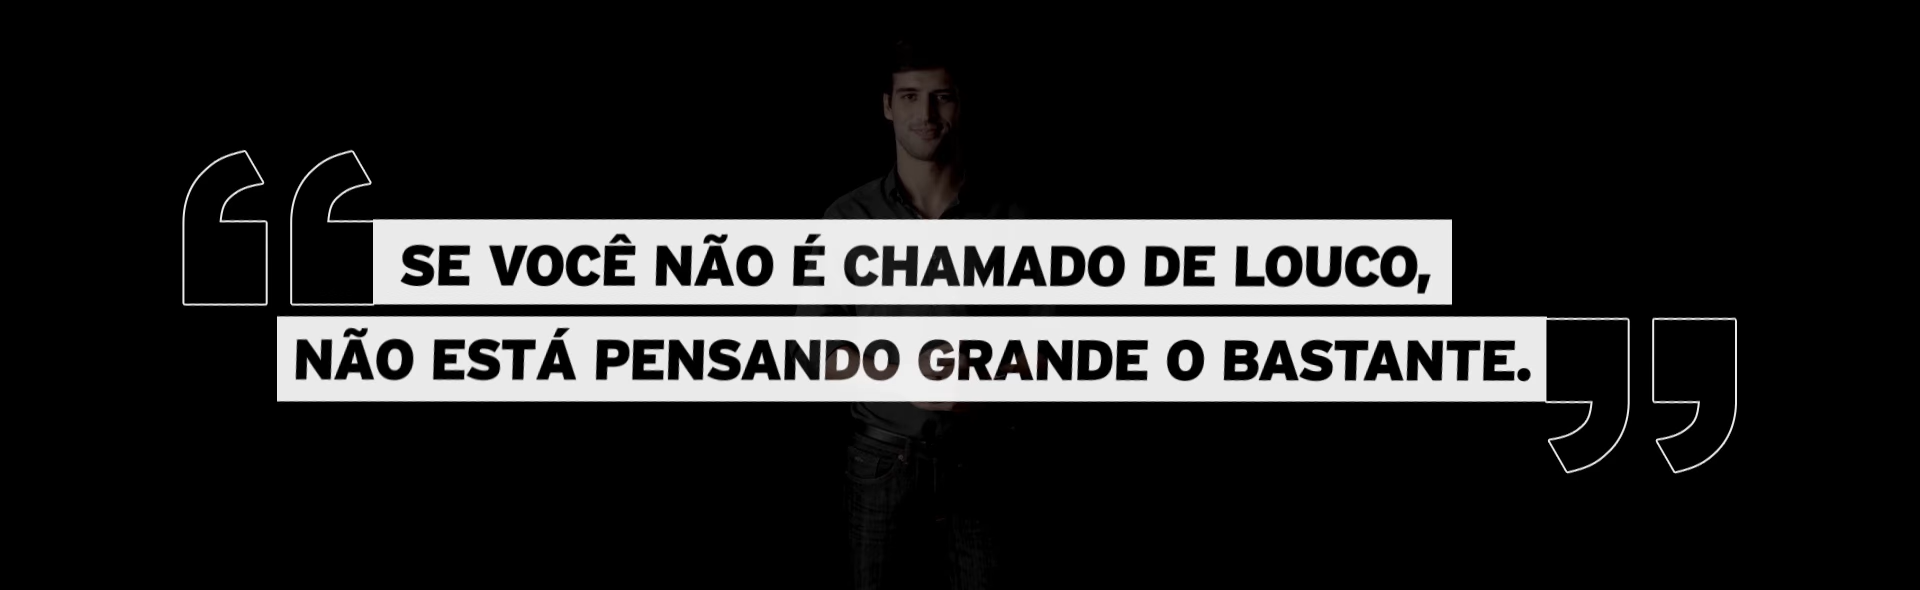 SE VOCÊ NÃO É CHAMADO DE LOUCO,
NÃO ESTÁ PENSANDO GRANDE O BASTANTE.